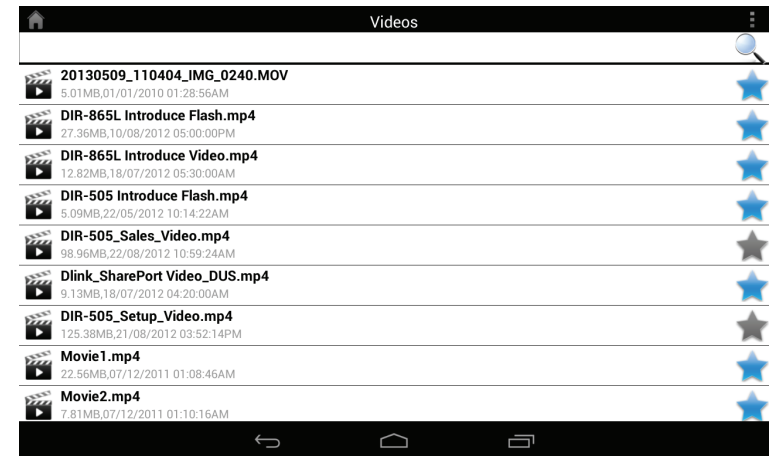 Videos
20130509_110404_IMG_0240.MOV
5.01MB,01/01/2010 01:28:56AM
DIR-865L Introduce Flash.mp4
27.36MB,10/08/2012 05:00:00PM
DIR-865L Introduce Video.mp4
12.82MB,18/07/2012 05:30:00AM
DIR-505 Introduce Flash.mp4
5.09MB,22/05/2012 10:14:22AM
DIR-505_Sales_Video.mp4
98.96MB,22/08/2012 10:59:24AM
Dlink_SharePort Video_DUS.mp4
9.13MB,18/07/2012 04:20:00AM
DIR-505_Setup_Video.mp4
125.38MB,21/08/2012 03:52:14PM
Movie1.mp4
22.56MB,07/12/2011 01:08:46AM
Movie2.mp4
7.81MB,07/12/2011 01:10:16AM